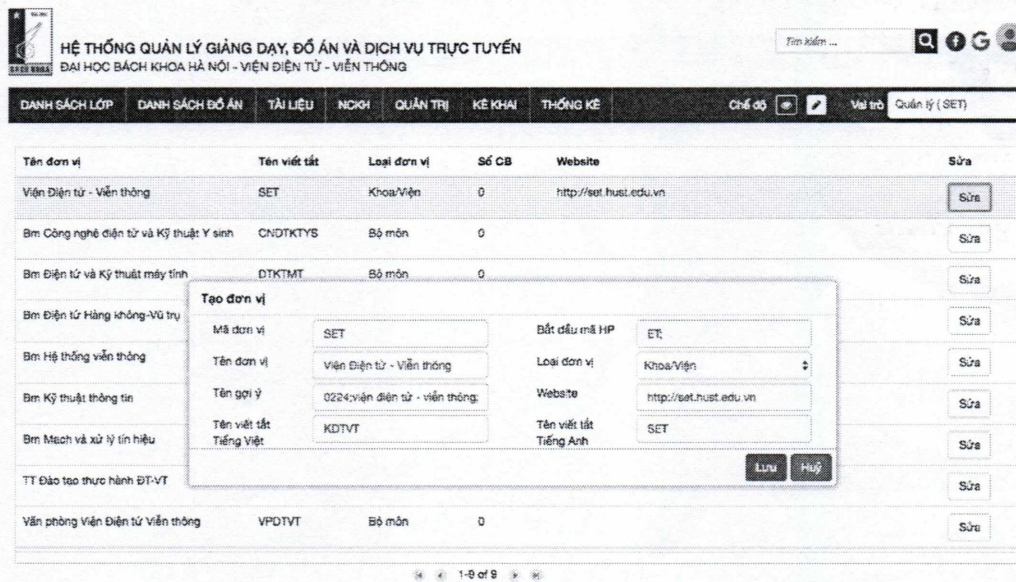 HỆ THỐNG QUẢN LÝ GIẢNG DẠY, ĐỒ ÁN VÀ DỊCH VỤ TRỰC TUYẾN
ĐẠI HỌC BÁCH KHOA HÀ NỘI - VIỆN ĐIỆN TỬ - VIỄN THÔNG
Tìm kiếm ...
DANH SÁCH LỚP DANH SÁCH ĐỒ ÁN TÀI LIỆU NCKH QUẢN TRỊ KÊ KHAI THỐNG KÊ Chế độ Vai trò Quản lý ( SET)
Tên đơn vị Tên viết tắt Loại đơn vị Số CB Website Sửa
Viện Điện tử - Viễn thông SET Khoa/Viện 0 http://set.hust.edu.vn Sửa
Bm Công nghệ điện tử và Kỹ thuật Y sinh CNDTKTYS Bộ môn 0 Sửa
Bm Điện tử và Kỹ thuật máy tính DTKTMT Bộ môn 0 Sửa
Bm Điện tử Hàng không-Vũ trụ Sửa
Bm Hệ thống viễn thông Sửa
Bm Kỹ thuật thông tin Sửa
Bm Mạch và xử lý tín hiệu Sửa
TT Đào tạo thực hành ĐT-VT Sửa
Văn phòng Viện Điện tử Viễn thông VPDTVT Bộ môn 0 Sửa
Tạo đơn vị
Mã đơn vị SET Bắt đầu mã HP ET;
Tên đơn vị Viện Điện tử - Viễn thông Loại đơn vị Khoa/Viện
Tên gợi ý 0224;viện điện tử - viễn thông; Website http://set.hust.edu.vn
Tên viết tắt Tiếng Việt KDTVT Tên viết tắt Tiếng Anh SET
Lưu Huỷ
1-9 of 9